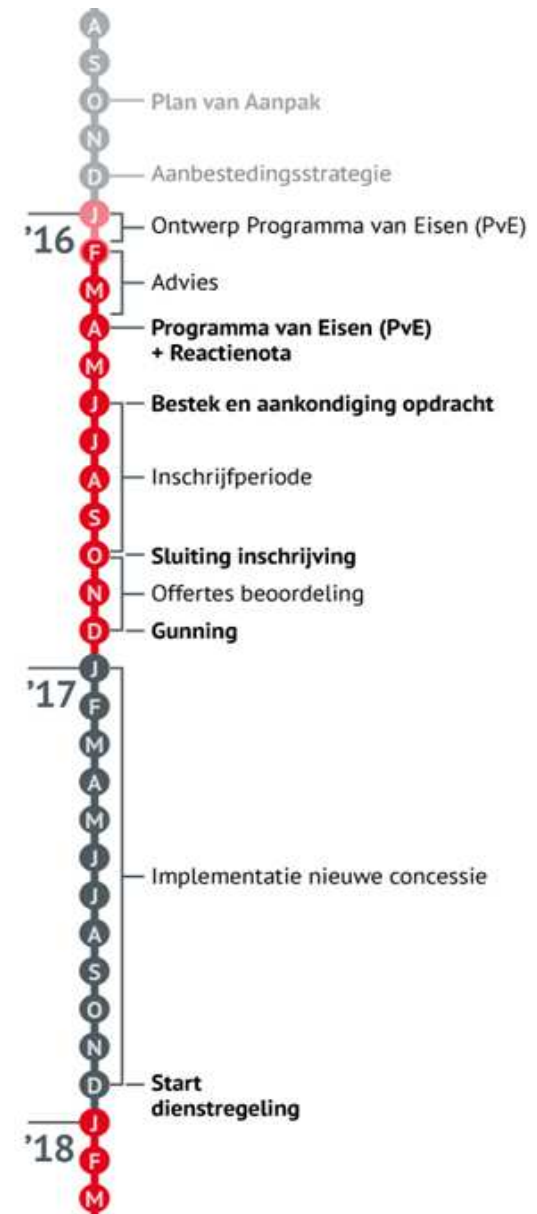 A
S
O Plan van Aanpak
N
D Aanbestedingsstrategie
J
'16 Ontwerp Programma van Eisen (PvE)
F
M Advies
A Programma van Eisen (PvE)
+ Reactienota
M
J Bestek en aankondiging opdracht
J
A Inschrijfperiode
S
O Sluiting inschrijving
N Offertes beoordeling
D Gunning
J
'17
F
M
A
M
J
Implementatie nieuwe concessie
J
A
S
O
N
D Start
dienstregeling
J
'18
F
M